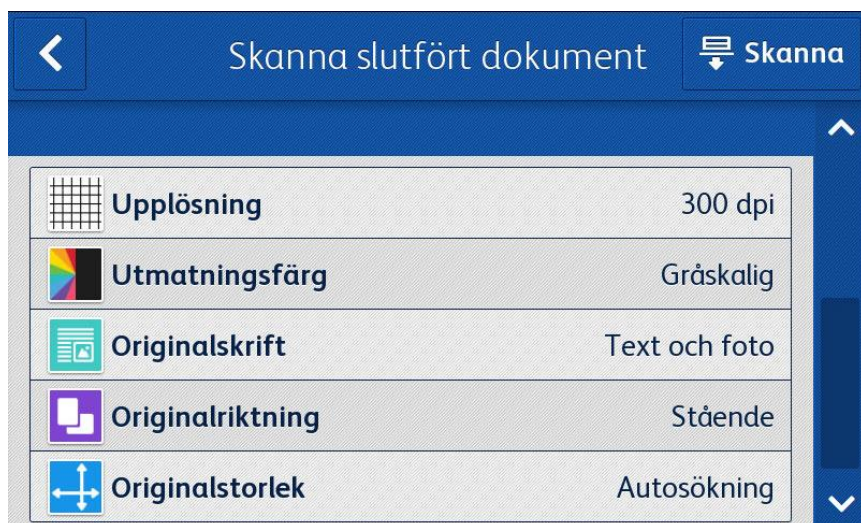 Skanna slutfört dokument
Skanna
Upplösning 300 dpi
Utmatningsfärg Gråskalig
Originalskrift Text och foto
Originalriktning Stående
Originalstorlek Autosökning